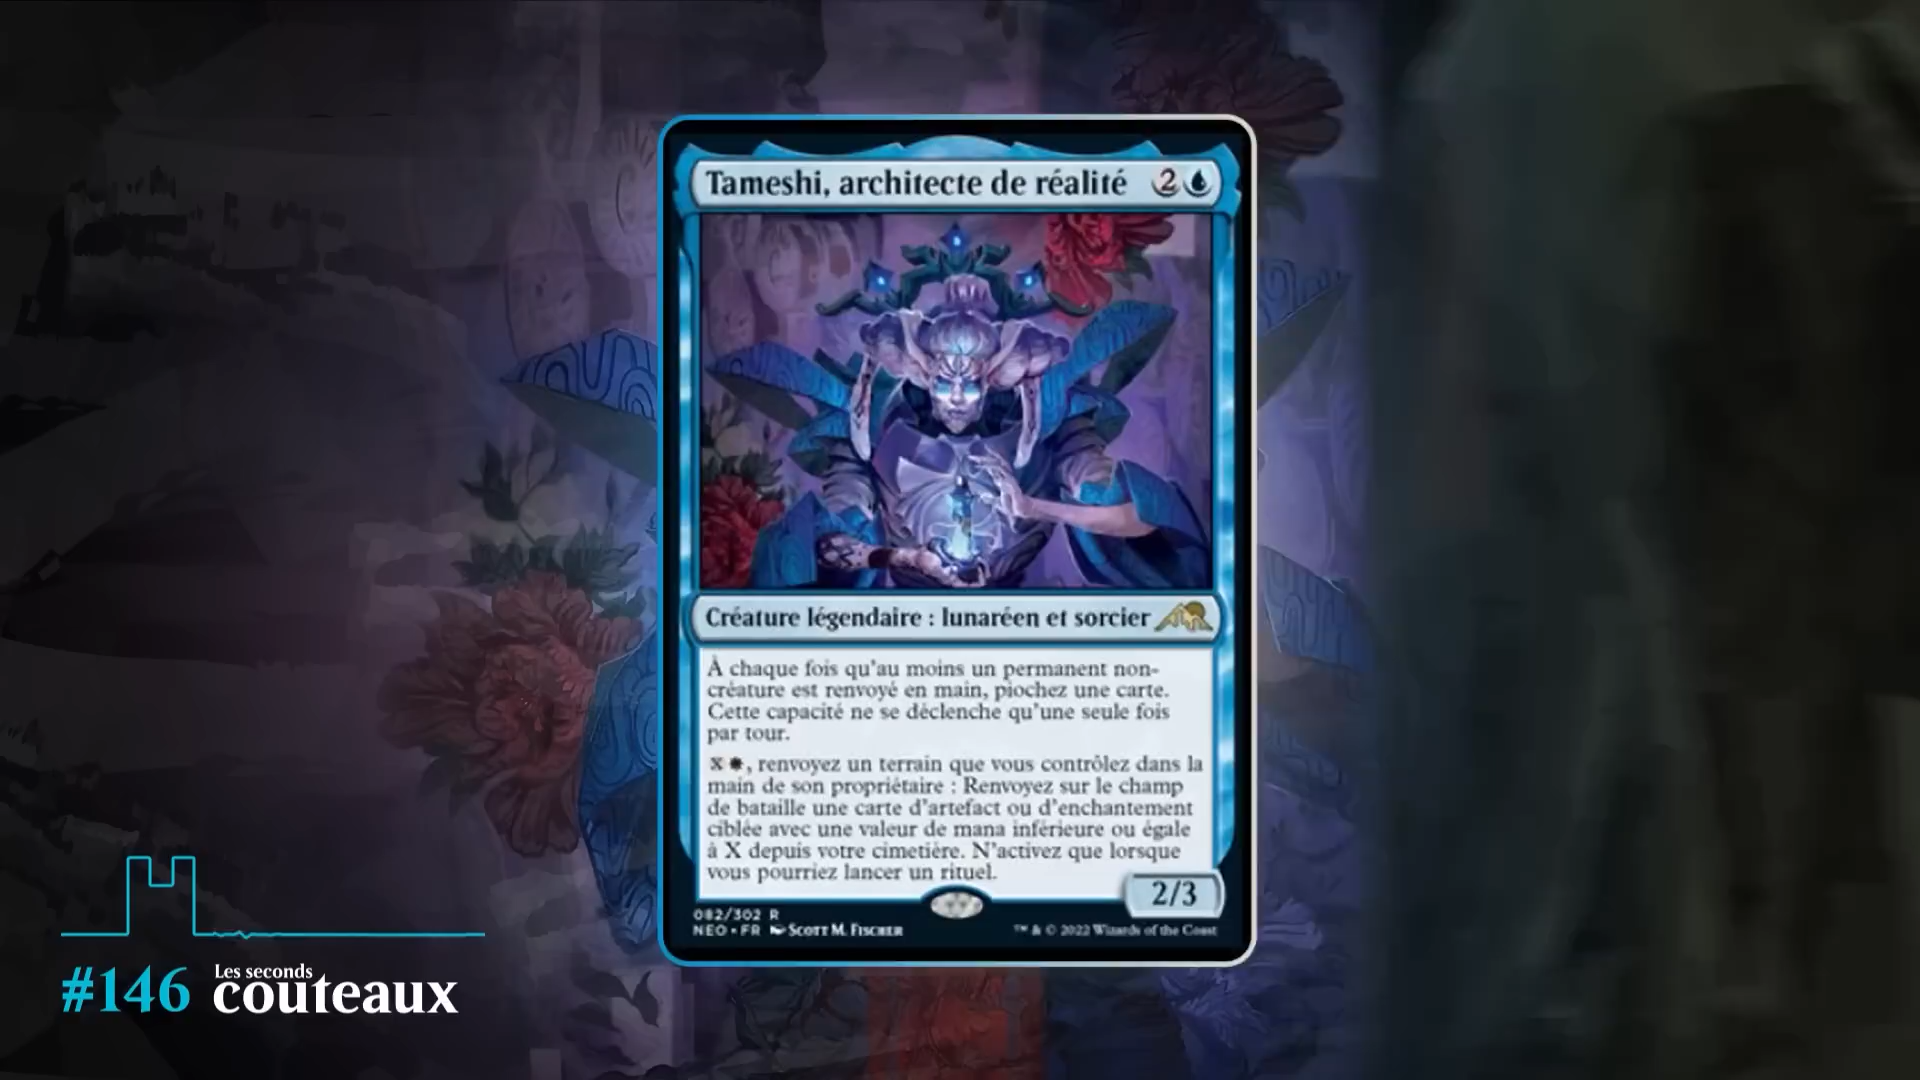 Tameshi, architecte de réalité 2
Créature légendaire : lunaréen et sorcier
À chaque fois qu'au moins un permanent non-
créature est renvoyé en main, piochez une carte.
Cette capacité ne se déclenche qu'une seule fois
par tour.
X, renvoyez un terrain que vous contrôlez dans la
main de son propriétaire : Renvoyez sur le champ
de bataille une carte d'artefact ou d'enchantement
ciblée avec une valeur de mana inférieure ou égale
à X depuis votre cimetière. N'activez que lorsque
vous pourriez lancer un rituel.
2/3
082/302 R
NEO • FR Scott M. Fischer
™ & © 2022 Wizards of the Coast
#146 Les seconds
couteaux